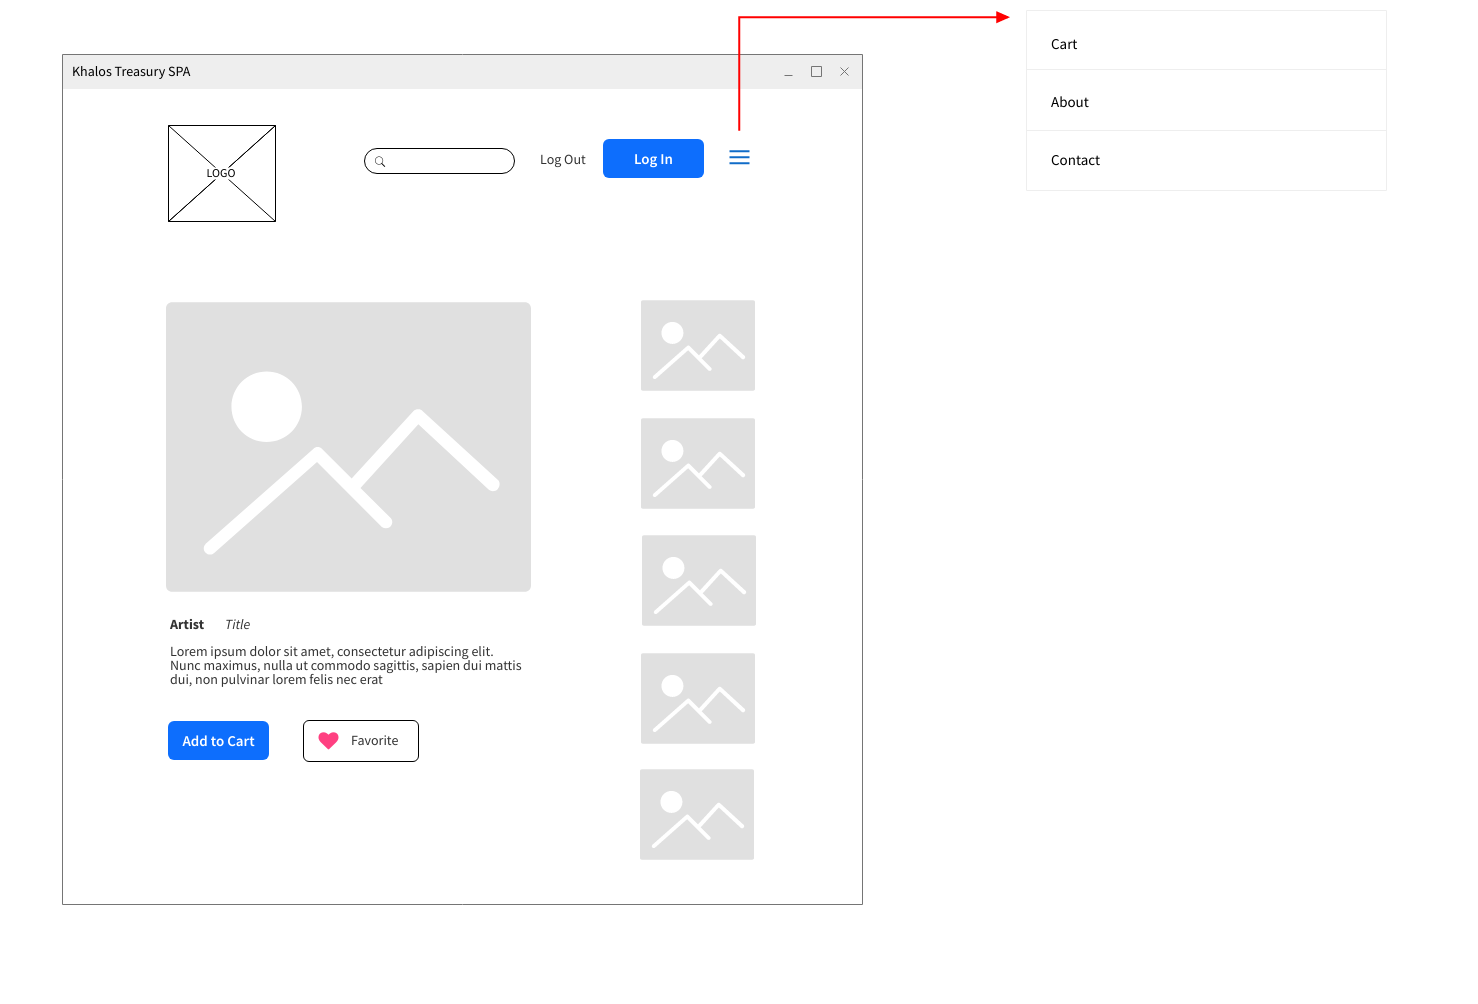 Khalos Treasury SPA
LOGO
Log Out
Log In
Cart
About
Contact
Artist Title
Lorem ipsum dolor sit amet, consectetur adipiscing elit.
Nunc maximus, nulla ut commodo sagittis, sapien dui mattis
dui, non pulvinar lorem felis nec erat
Add to Cart
Favorite